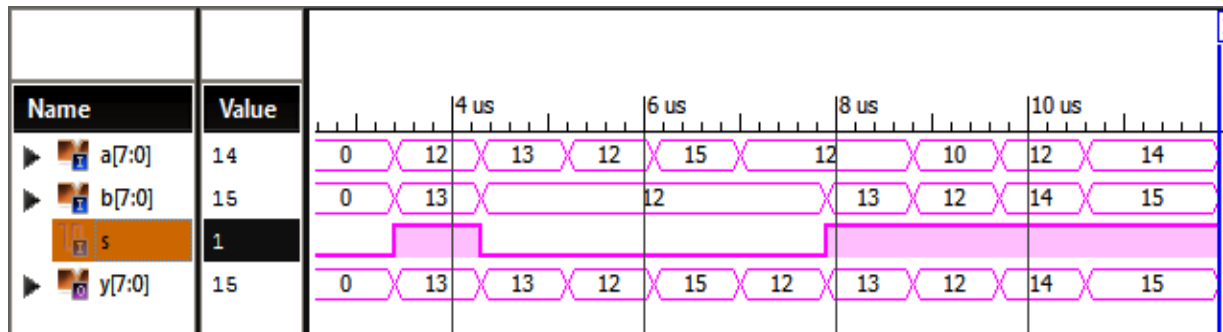 4 us 6 us 8 us 10 us
Name Value
a[7:0] 14 0 12 13 12 15 12 10 12 14
b[7:0] 15 0 13 12 13 12 14 15
s 1
y[7:0] 15 0 13 13 12 15 12 13 12 14 15